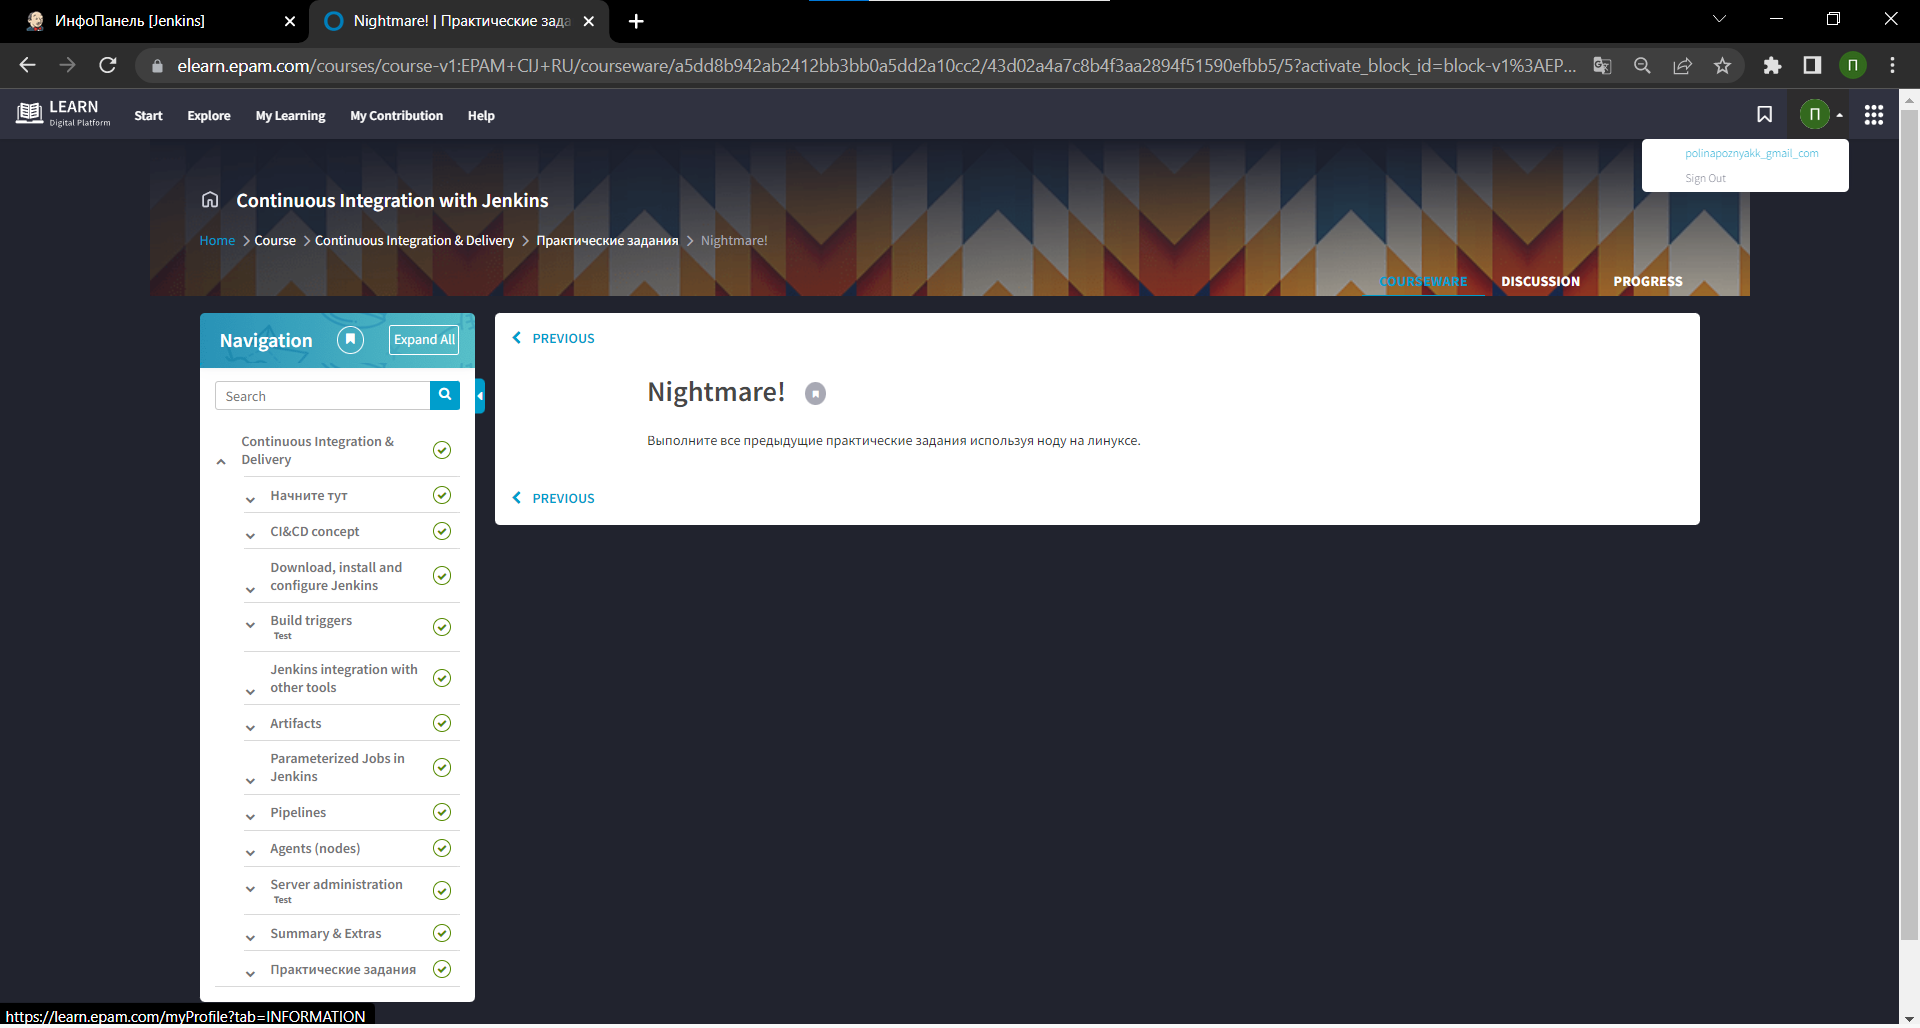 ИнфоПанель [Jenkins]
Nightmare! | Практические зада
elearn.epam.com/courses/course-v1:EPAM+CIJ+RU/courseware/a5dd8b942ab2412bb3bb0a5dd2a10cc2/43d02a4a7c8b4f3aa2894f51590efbb5/5?activate_block_id=block-v1%3AEP...
П
LEARN
Digital Platform
Start
Explore
My Learning
My Contribution
Help
П
polinapoznyakk_gmail_com
Sign Out
Continuous Integration with Jenkins
Home > Course > Continuous Integration & Delivery > Практические задания > Nightmare!
COURSEWARE
DISCUSSION
PROGRESS
Navigation
Expand All
Search
Continuous Integration &
Delivery
Начните тут
CI&CD concept
Download, install and
configure Jenkins
Build triggers
Test
Jenkins integration with
other tools
Artifacts
Parameterized Jobs in
Jenkins
Pipelines
Agents (nodes)
Server administration
Test
Summary & Extras
Практические задания
PREVIOUS
Nightmare!
Выполните все предыдущие практические задания используя ноду на линуксе.
PREVIOUS
https://learn.epam.com/myProfile?tab=INFORMATION